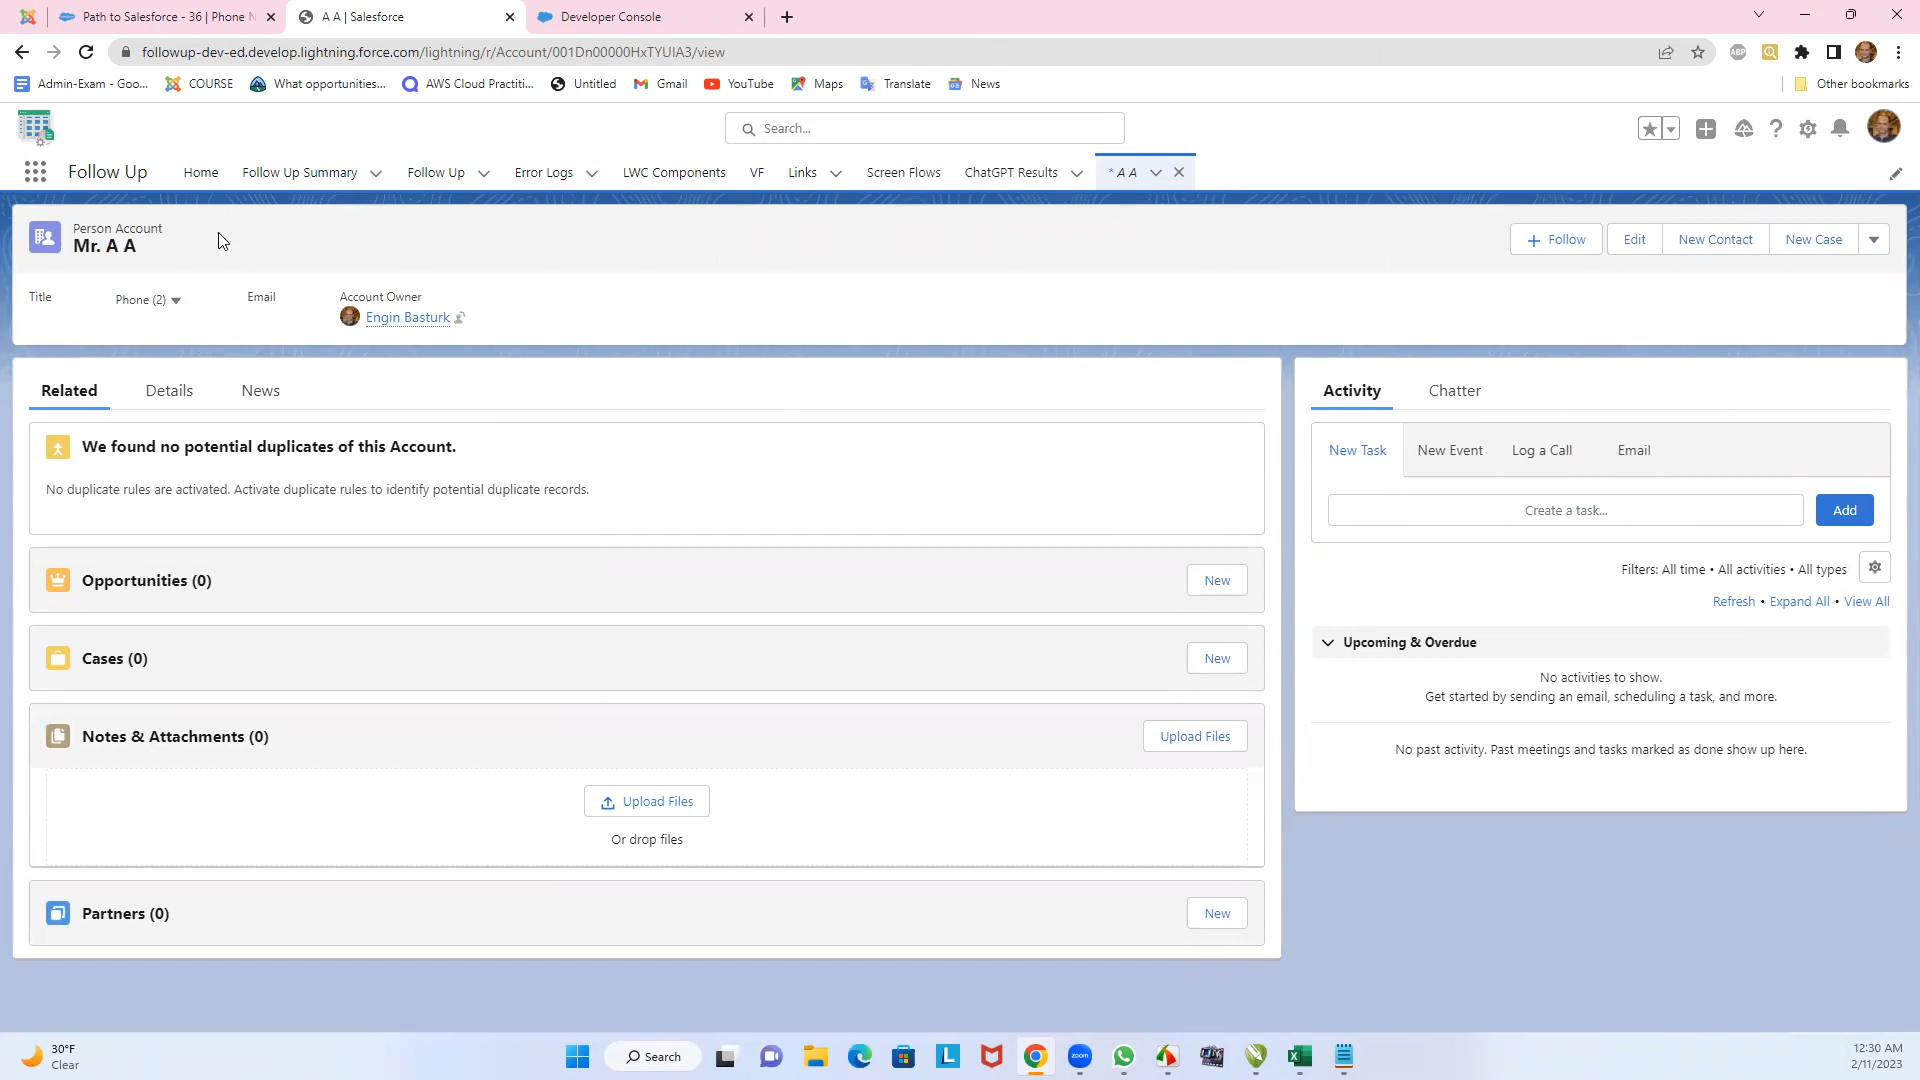 Path to Salesforce - 36 | Phone N
A A | Salesforce
Developer Console
followup-dev-ed.develop.lightning.force.com/lightning/r/Account/001Dn00000HxTYUIA3/view
Admin-Exam - Goo...
COURSE
What opportunities...
AWS Cloud Practiti...
Untitled
Gmail
YouTube
Maps
Translate
News
Other bookmarks
Search...
Follow Up
Home
Follow Up Summary
Follow Up
Error Logs
LWC Components
VF
Links
Screen Flows
ChatGPT Results
* A A
Person Account
Mr. A A
Follow
Edit
New Contact
New Case
Title
Phone (2)
Email
Account Owner
Engin Basturk
Related
Details
News
We found no potential duplicates of this Account.
No duplicate rules are activated. Activate duplicate rules to identify potential duplicate records.
Opportunities (0)
New
Cases (0)
New
Notes & Attachments (0)
Upload Files
Upload Files
Or drop files
Partners (0)
New
Activity
Chatter
New Task
New Event
Log a Call
Email
Create a task...
Add
Filters: All time • All activities • All types
Refresh • Expand All • View All
Upcoming & Overdue
No activities to show.
Get started by sending an email, scheduling a task, and more.
No past activity. Past meetings and tasks marked as done show up here.
30°F
Clear
Search
zoom
12:30 AM
2/11/2023